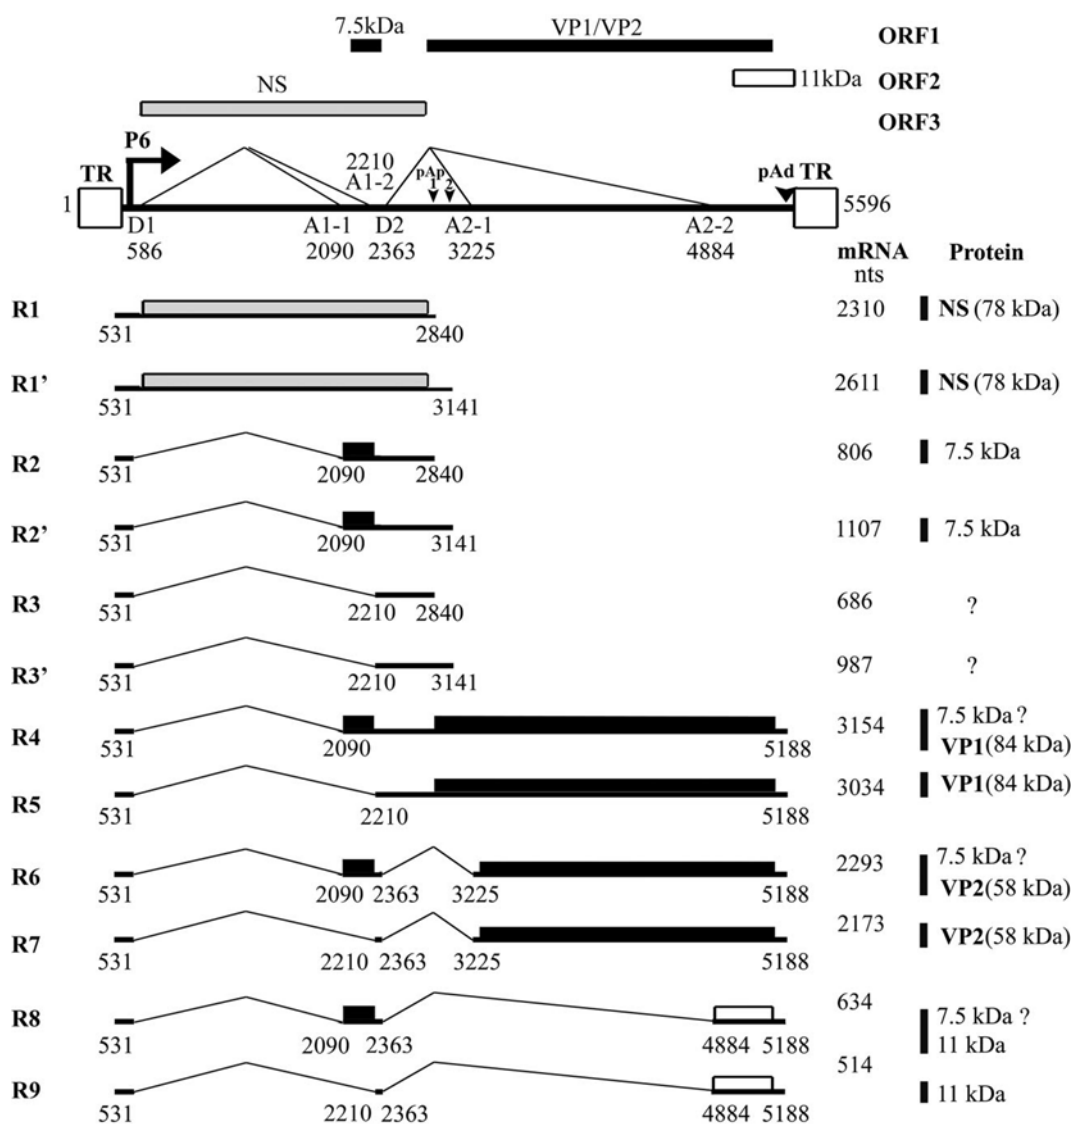 7.5kDa VP1/VP2 ORF1
11kDa ORF2
NS ORF3
P6
TR 2210 A1-2 pAp 1 2 pAd TR
1 5596
D1 A1-1 D2 A2-1 A2-2
586 2090 2363 3225 4884
mRNA nts Protein
R1 2310 NS (78 kDa)
531 2840
R1’ 2611 NS (78 kDa)
531 3141
R2 806 7.5 kDa
531 2090 2840
R2’ 1107 7.5 kDa
531 2090 3141
R3 686 ?
531 2210 2840
R3’ 987 ?
531 2210 3141
R4 3154 7.5 kDa ?
VP1(84 kDa)
531 2090 5188
R5 3034 VP1(84 kDa)
531 2210 5188
R6 2293 7.5 kDa ?
VP2(58 kDa)
531 2090 2363 3225 5188
R7 2173 VP2(58 kDa)
531 2210 2363 3225 5188
R8 634 7.5 kDa ?
11 kDa
531 2090 2363 4884 5188
R9 514 11 kDa
531 2210 2363 4884 5188